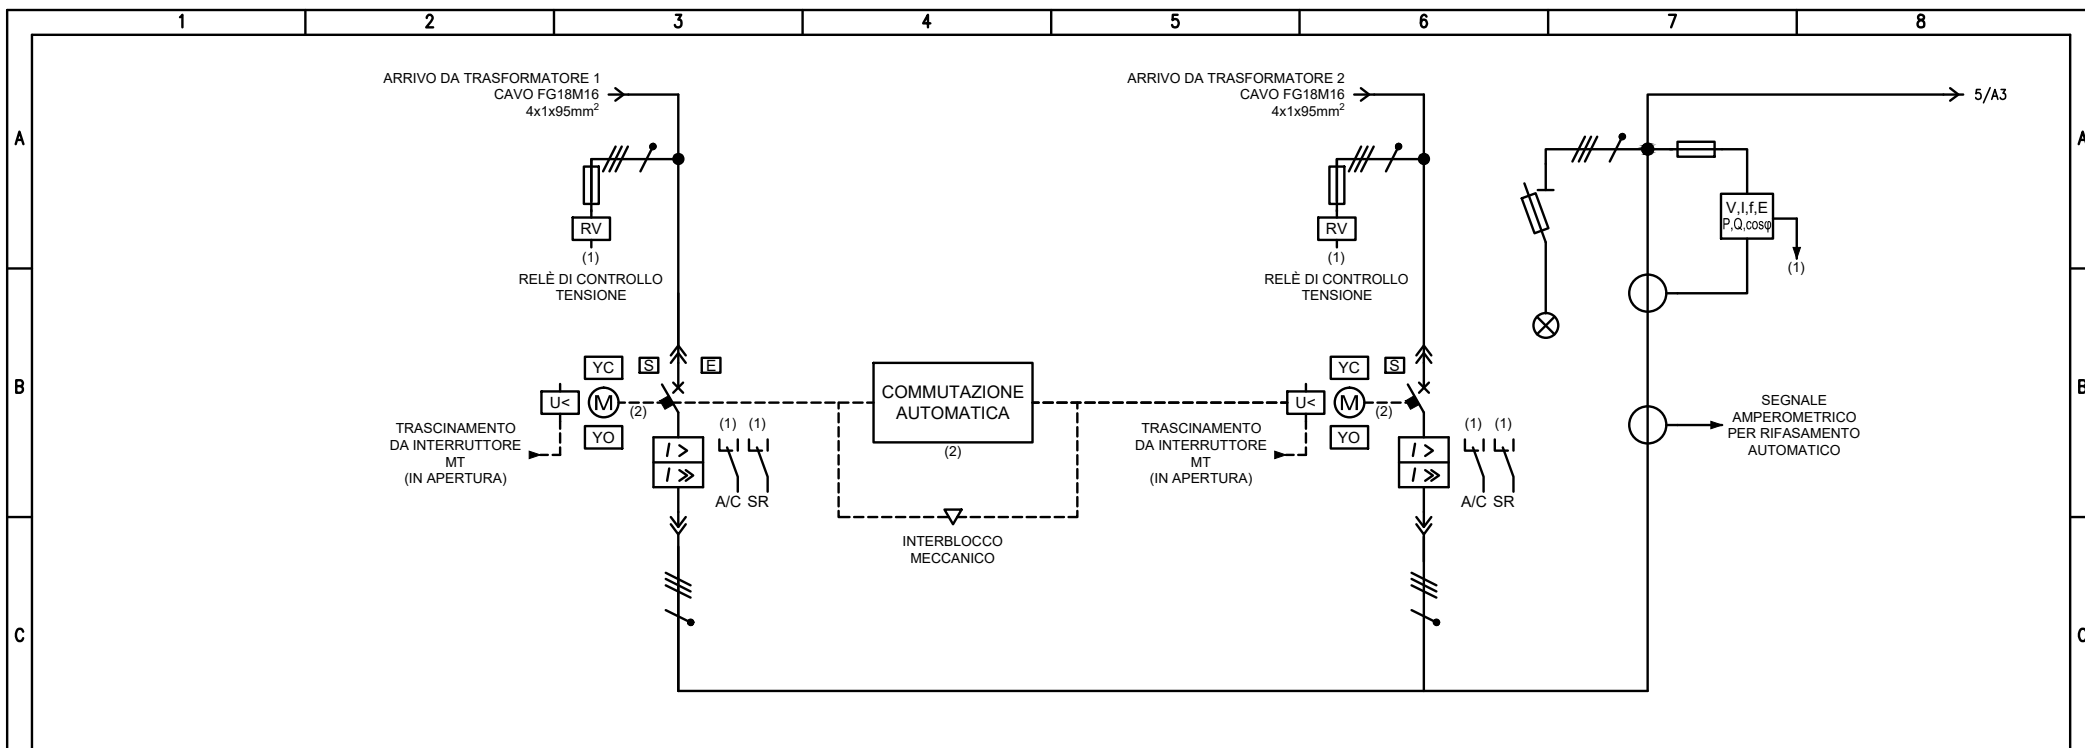 1
2
3
4
5
6
7
8
A
A
B
B
C
C
ARRIVO DA TRASFORMATORE 1
CAVO FG18M16
4x1x95mm²
RV
(1)
RELÈ DI CONTROLLO
TENSIONE
YC
S
E
U<
M
(2)
YO
TRASCINAMENTO
DA INTERRUTTORE
MT
(IN APERTURA)
I >
I >>
(1) (1)
A/C SR
COMMUTAZIONE
AUTOMATICA
(2)
INTERBLOCCO
MECCANICO
ARRIVO DA TRASFORMATORE 2
CAVO FG18M16
4x1x95mm²
RV
(1)
RELÈ DI CONTROLLO
TENSIONE
YC
S
U<
M
(2)
YO
TRASCINAMENTO
DA INTERRUTTORE
MT
(IN APERTURA)
I >
I >>
(1) (1)
A/C SR
5/A3
V,I,f,E
P,Q,cosφ
(1)
SEGNALE
AMPEROMETRICO
PER RIFASAMENTO
AUTOMATICO